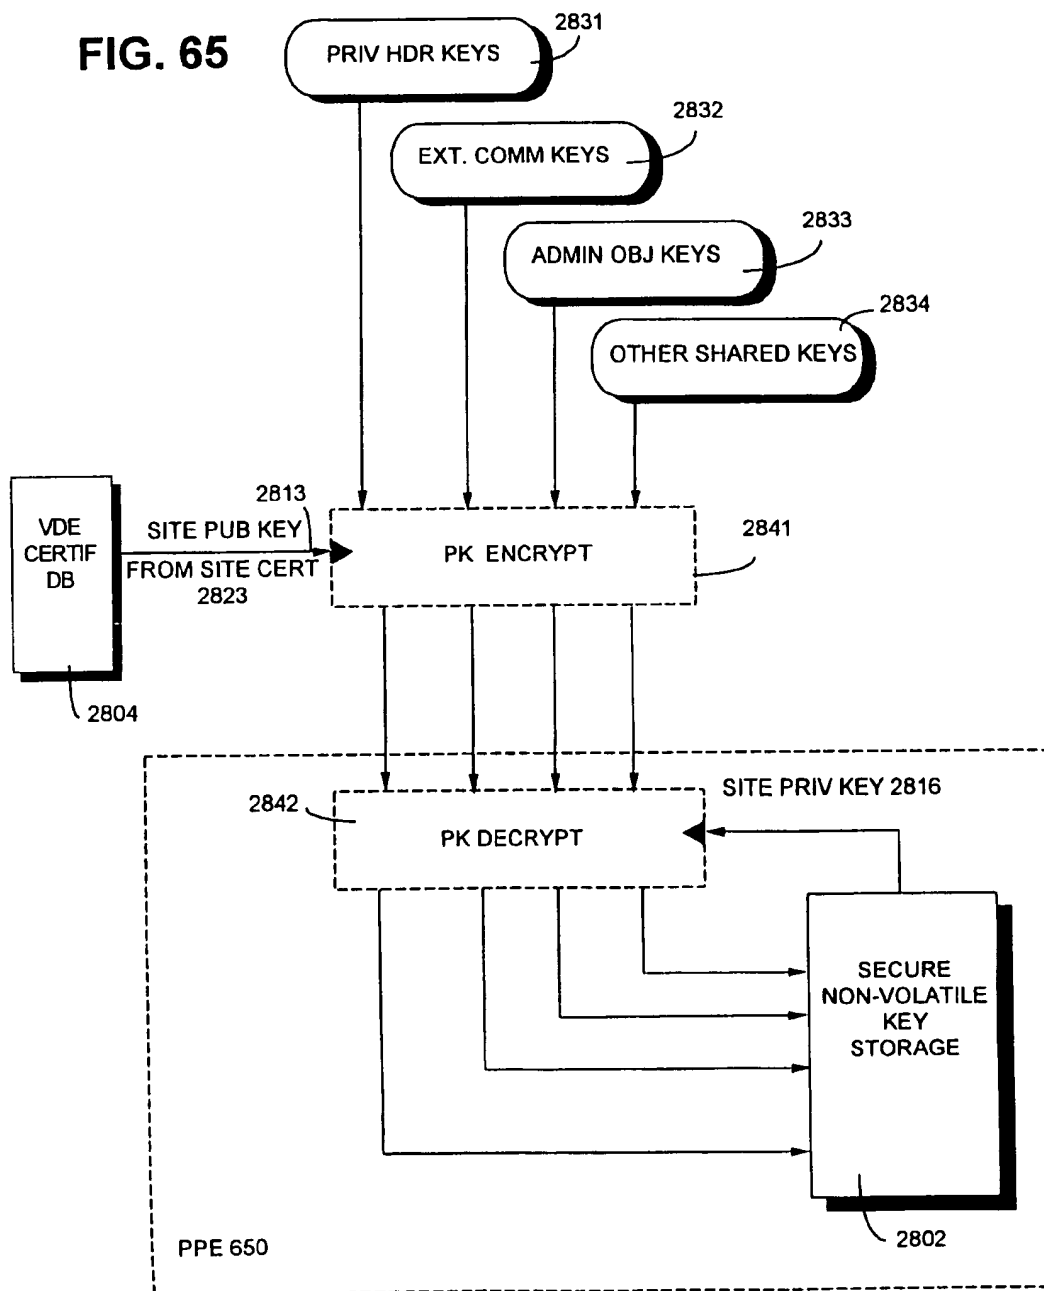 FIG. 65
2831
PRIV HDR KEYS
2832
EXT. COMM KEYS
2833
ADMIN OBJ KEYS
2834
OTHER SHARED KEYS
2813
VDE
CERTIF
DB
SITE PUB KEY
FROM SITE CERT
2823
PK ENCRYPT
2841
2804
2842
SITE PRIV KEY 2816
PK DECRYPT
SECURE
NON-VOLATILE
KEY
STORAGE
2802
PPE 650